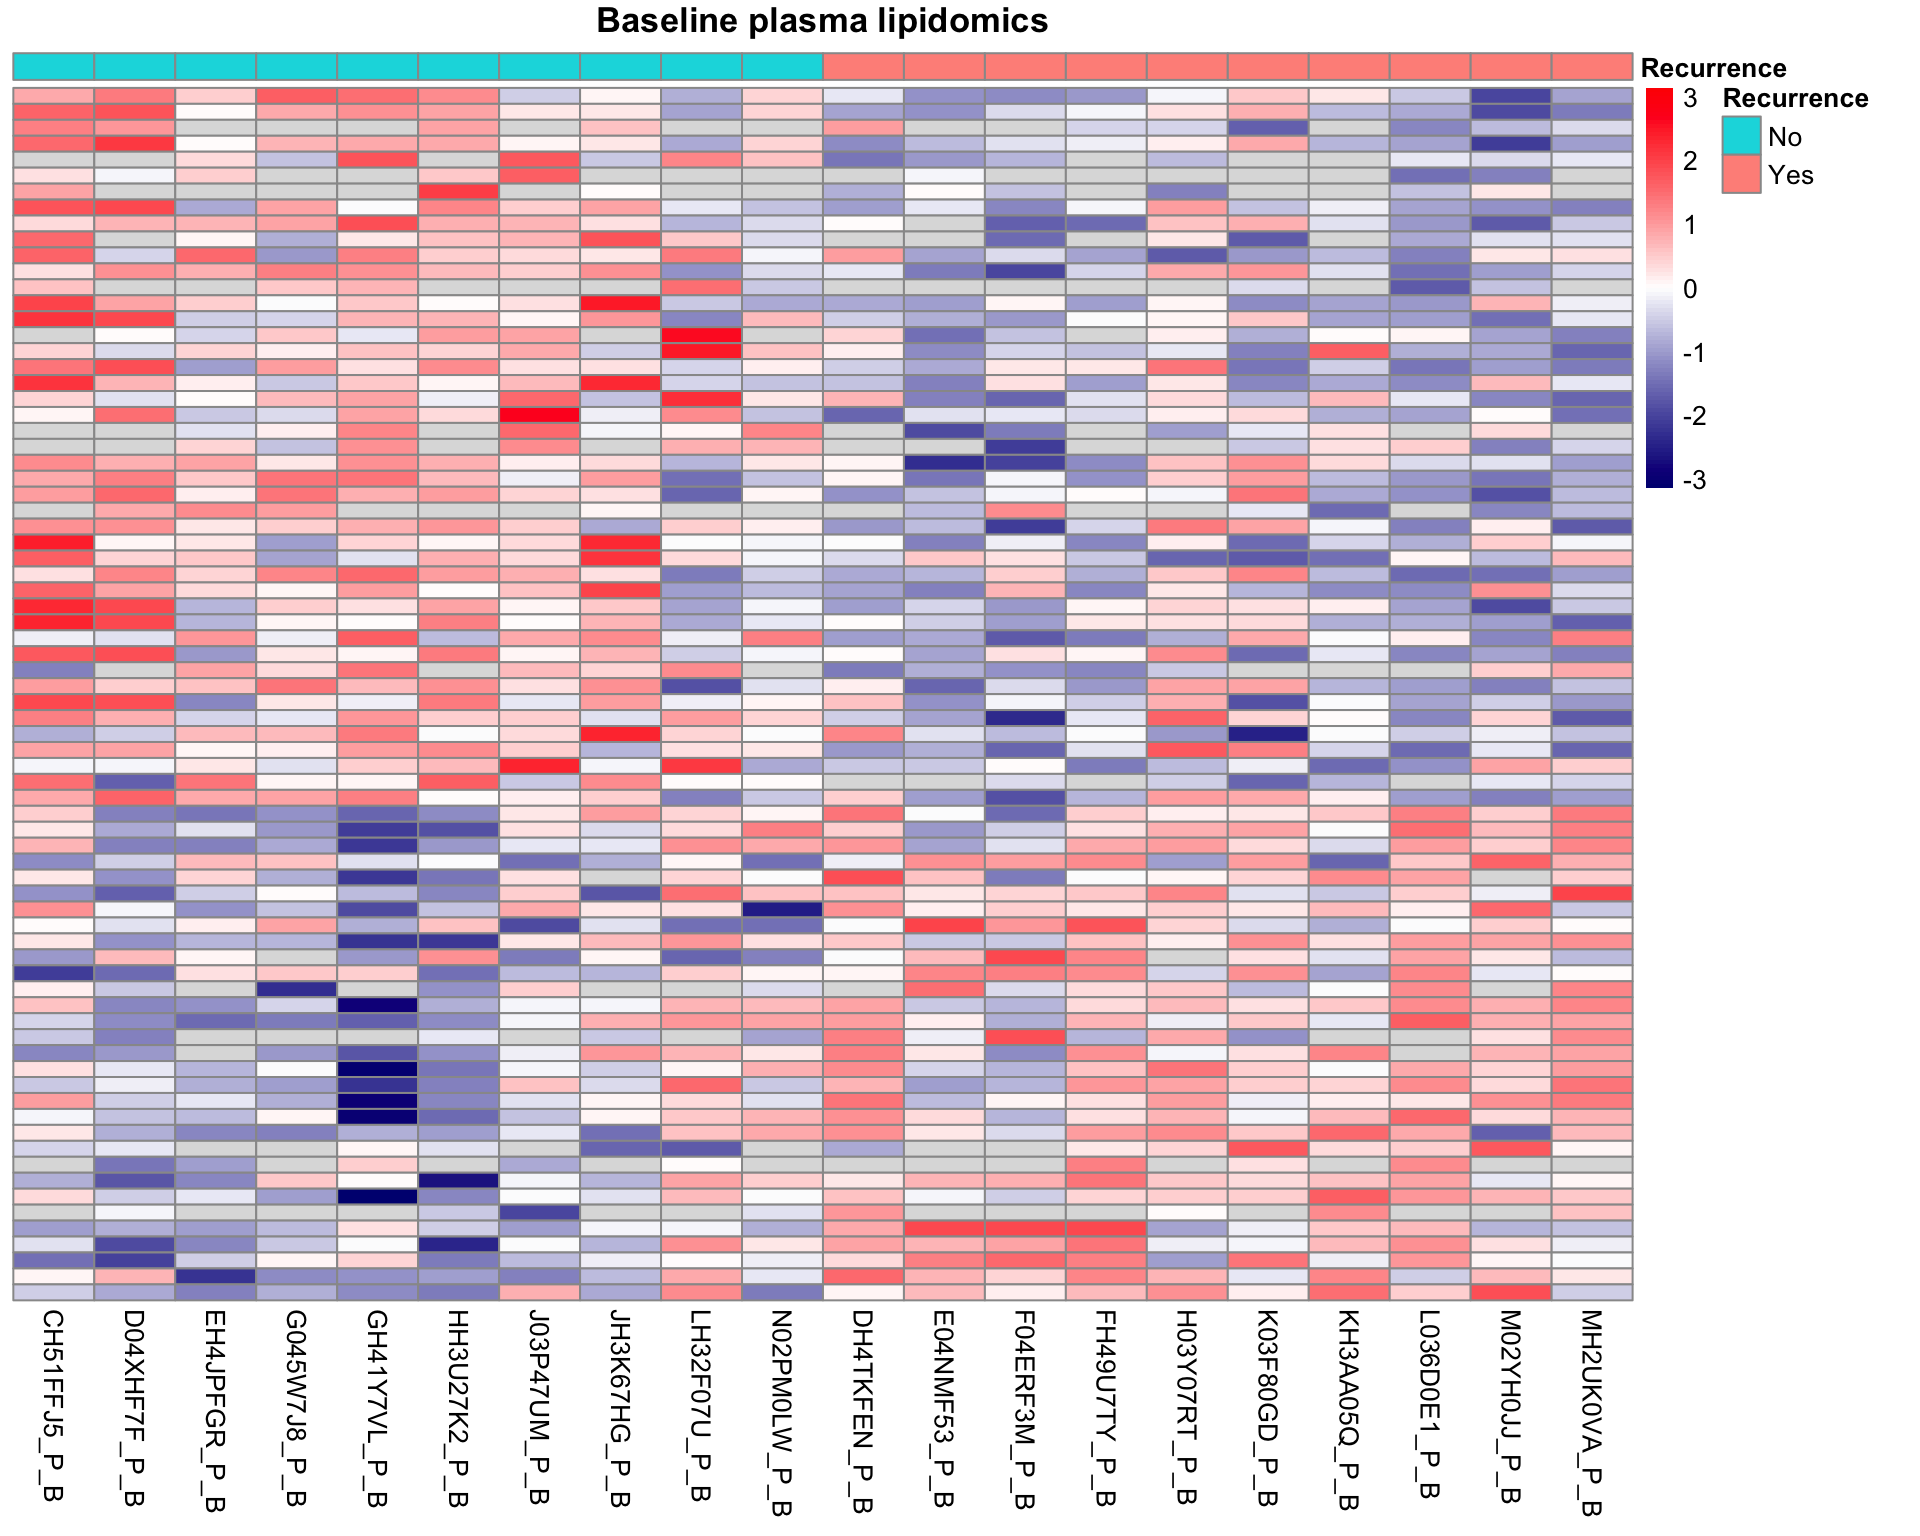 Baseline plasma lipidomics
Recurrence
3
2
1
0
-1
-2
-3
Recurrence
No
Yes
CH51FFJ5_P_B
D04XHF7F_P_B
EH4JPFGR_P_B
G045W7J8_P_B
GH41Y7VL_P_B
HH3U27K2_P_B
J03P47UM_P_B
JH3K67HG_P_B
LH32F07U_P_B
N02PM0LW_P_B
DH4TKFEN_P_B
E04NMF53_P_B
F04ERF3M_P_B
FH49U7TY_P_B
H03Y07RT_P_B
K03F80GD_P_B
KH3AA05Q_P_B
L036D0E1_P_B
M02YH0JJ_P_B
MH2UK0VA_P_B